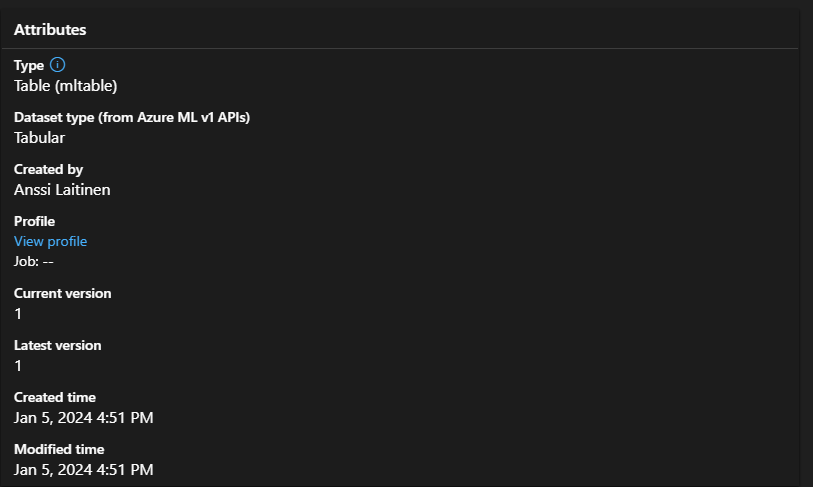 Attributes
Type
Table (mltable)
Dataset type (from Azure ML v1 APIs)
Tabular
Created by
Anssi Laitinen
Profile
View profile
Job: --
Current version
1
Latest version
1
Created time
Jan 5, 2024 4:51 PM
Modified time
Jan 5, 2024 4:51 PM